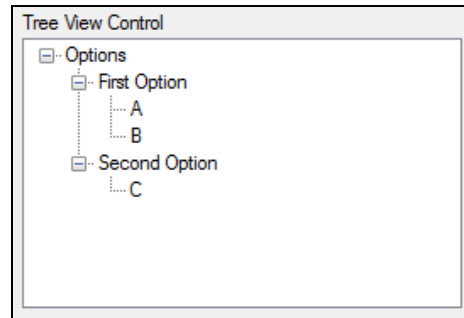 Tree View Control
Options
First Option
A
B
Second Option
C